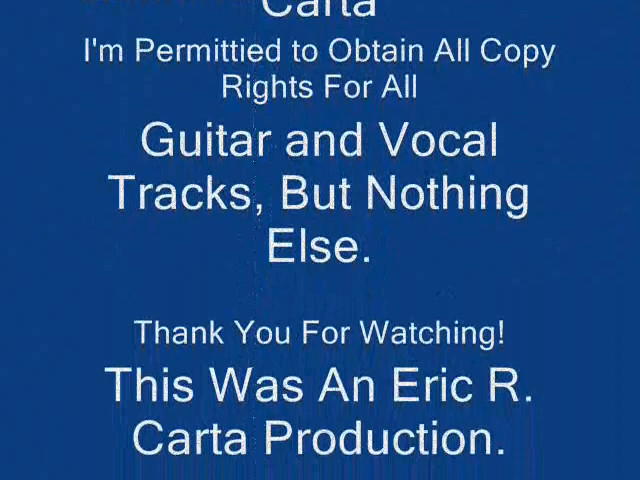 Carta
I'm Permittied to Obtain All Copy
Rights For All
Guitar and Vocal
Tracks, But Nothing
Else.
Thank You For Watching!
This Was An Eric R.
Carta Production.